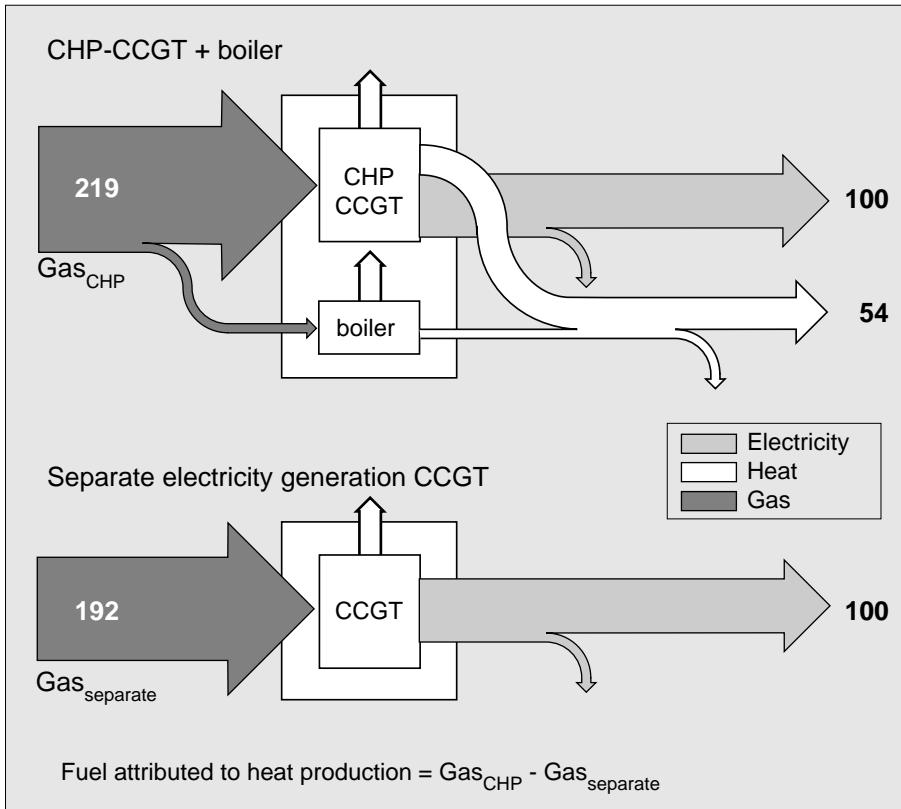 CHP-CCGT + boiler
219
CHP
CCGT
100
Gas_CHP
boiler
54
Electricity
Heat
Gas
Separate electricity generation CCGT
192
CCGT
100
Gas_separate
Fuel attributed to heat production = Gas_CHP - Gas_separate